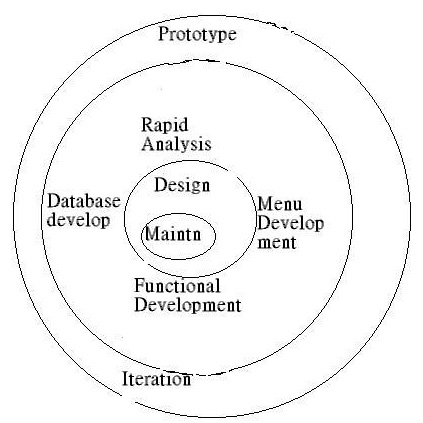 Prototype
Rapid
Analysis
Design
Database
develop
Menu
Develop
ment
Maintn
Functional
Development
Iteration